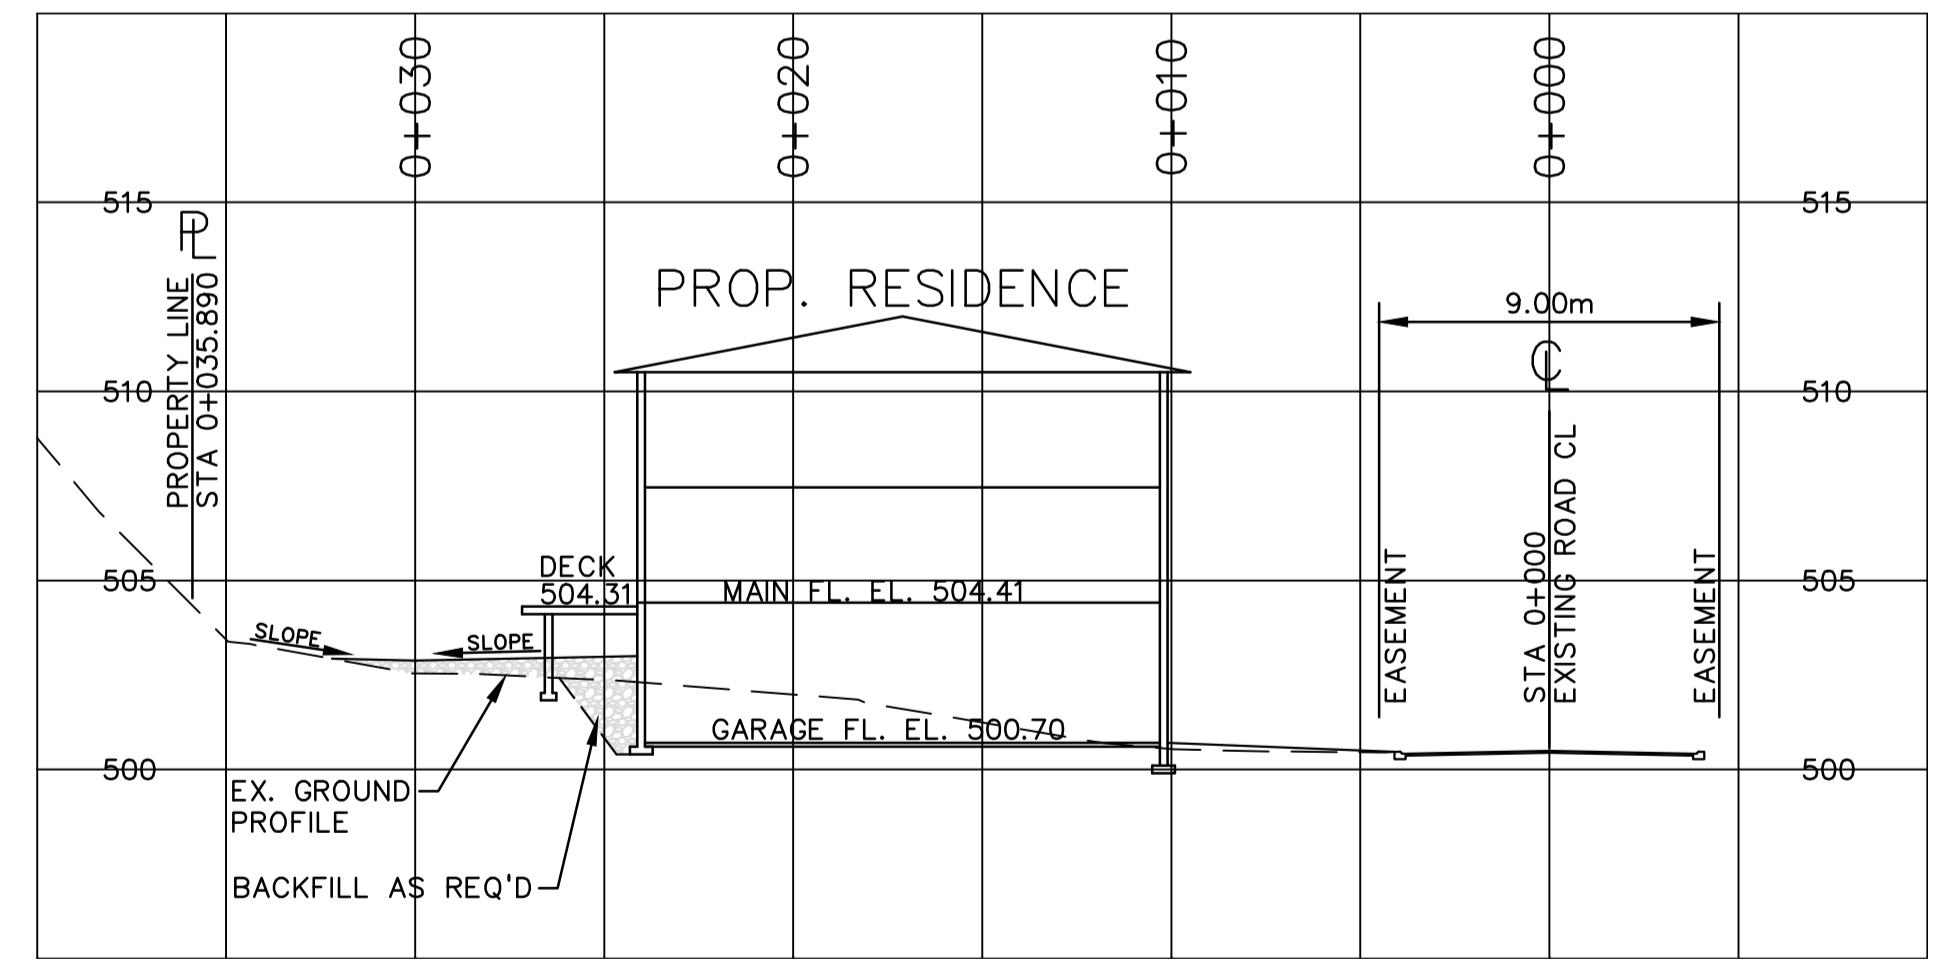 0+030
0+020
0+010
0+000
515
515
PL
PROPERTY LINE
STA 0+035.890
PROP. RESIDENCE
9.00m
CL
510
510
EASEMENT
STA 0+000
EXISTING ROAD CL
EASEMENT
DECK
504.31
505
505
MAIN FL. EL. 504.41
SLOPE
SLOPE
GARAGE FL. EL. 500.70
500
500
EX. GROUND
PROFILE
BACKFILL AS REQ'D